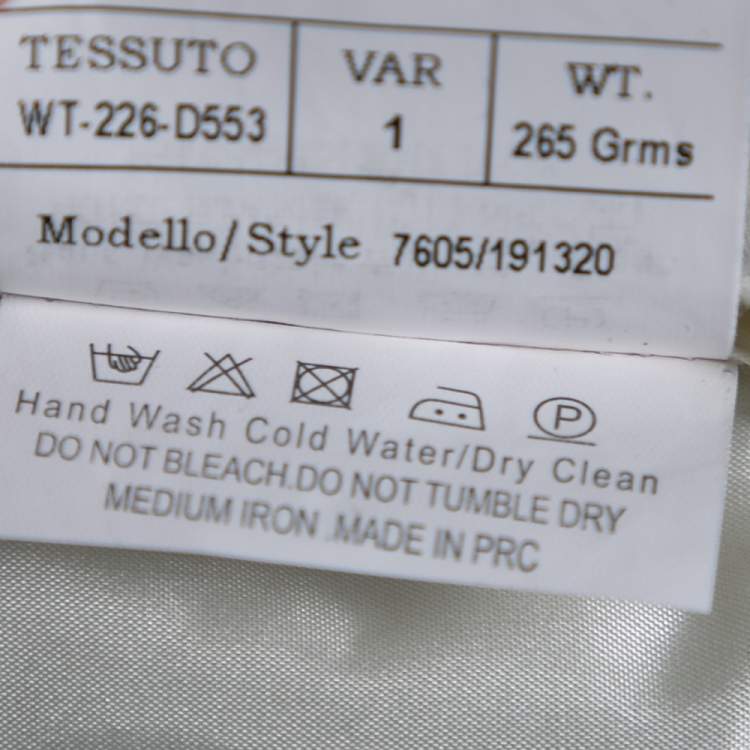 TESSUTO VAR WT.
WT-226-D553 1 265 Grms
Modello/Style 7605/191320
P
Hand Wash Cold Water/Dry Clean
DO NOT BLEACH.DO NOT TUMBLE DRY
MEDIUM IRON .MADE IN PRC